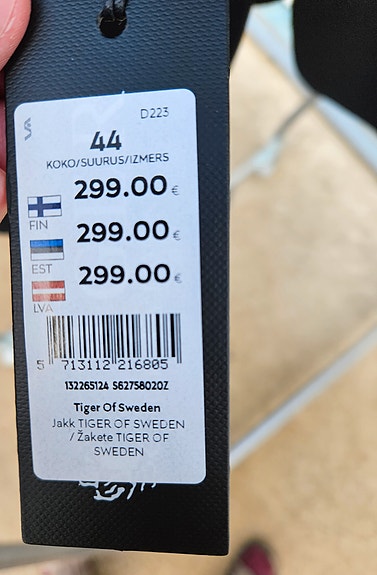 D223
44
KOKO/SUURUS/IZMERS
299.00 €
FIN
299.00 €
EST
299.00 €
LVA
5 713112 216805
132265124 S62758020Z
Tiger Of Sweden
Jakk TIGER OF SWEDEN
/ Žakete TIGER OF
SWEDEN